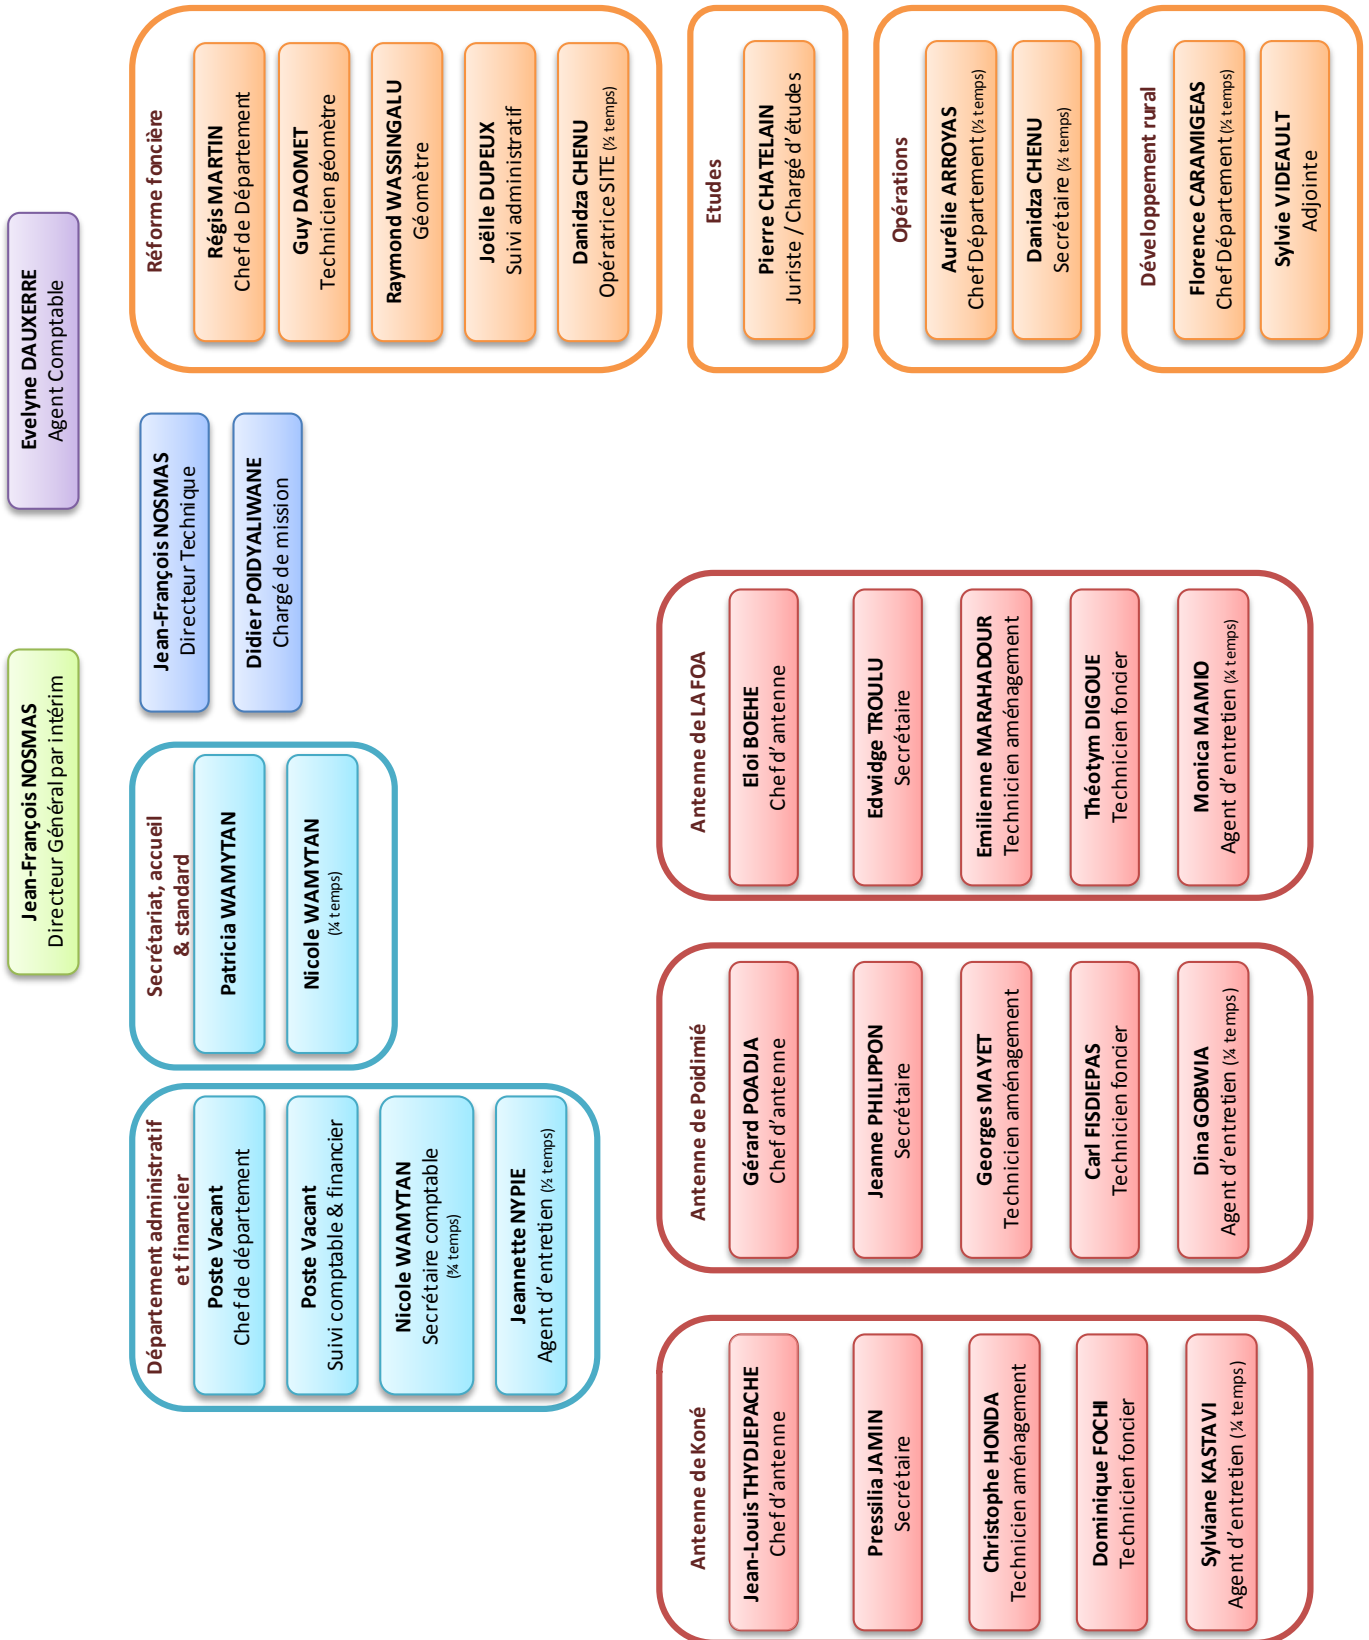 Jean-François NOSMAS
Directeur Général par intérim
Evelyne DAUXERRE
Agent Comptable
Département administratif
et financier
Poste Vacant
Chef de département
Poste Vacant
Suivi comptable & financier
Nicole WAMYTAN
Secrétaire comptable
(¾ temps)
Jeannette NYPIE
Agent d'entretien (½ temps)
Secrétariat, accueil
& standard
Patricia WAMYTAN
Nicole WAMYTAN
(¼ temps)
Jean-François NOSMAS
Directeur Technique
Didier POIDYALIWANE
Chargé de mission
Réforme foncière
Régis MARTIN
Chef de Département
Guy DAOMET
Technicien géomètre
Raymond WASSINGALU
Géomètre
Joëlle DUPEUX
Suivi administratif
Danidza CHENU
Opératrice SITE (½ temps)
Etudes
Pierre CHATELAIN
Juriste / Chargé d'études
Opérations
Aurélie ARROYAS
Chef Département (½ temps)
Danidza CHENU
Secrétaire (½ temps)
Développement rural
Florence CARAMIGEAS
Chef Département (½ temps)
Sylvie VIDEAULT
Adjointe
Antenne de Koné
Jean-Louis THYDJEPACHE
Chef d'antenne
Pressilia JAMIN
Secrétaire
Christophe HONDA
Technicien aménagement
Dominique FOCHI
Technicien foncier
Sylviane KASTAVI
Agent d'entretien (¼ temps)
Antenne de Poidimié
Gérard POADJA
Chef d'antenne
Jeanne PHILIPPON
Secrétaire
Georges MAYET
Technicien aménagement
Carl FISDIEPAS
Technicien foncier
Dina GOBWIA
Agent d'entretien (¼ temps)
Antenne de LA FOA
Eloi BOEHE
Chef d'antenne
Edwidge TROULU
Secrétaire
Emilienne MARAHADOUR
Technicien aménagement
Théotym DIGOUE
Technicien foncier
Monica MAMIO
Agent d'entretien (¼ temps)